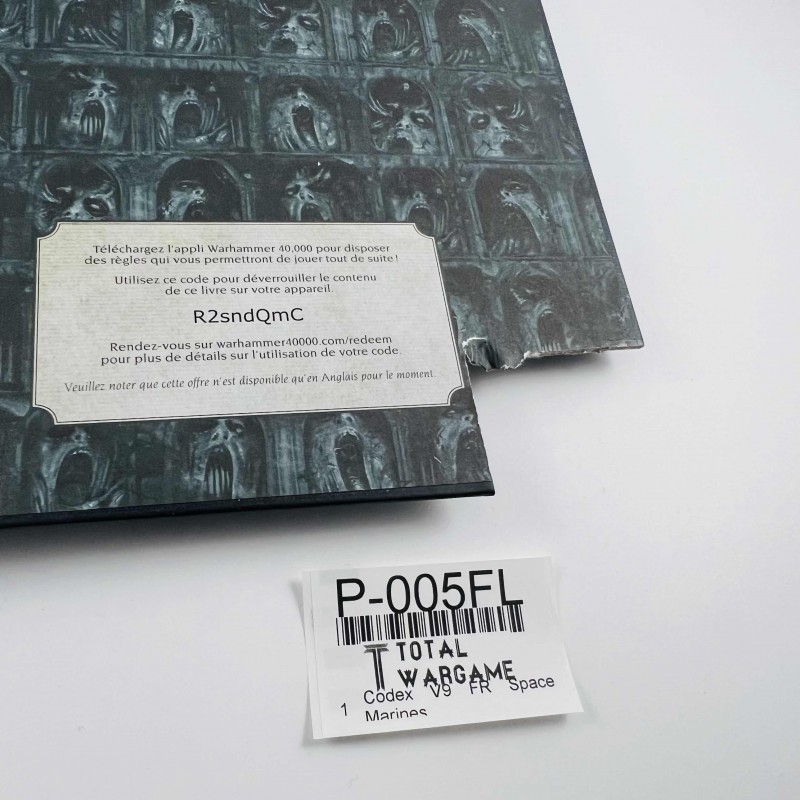 Téléchargez l'appli Warhammer 40,000 pour disposer
des règles qui vous permettront de jouer tout de suite!
Utilisez ce code pour déverrouiller le contenu
de ce livre sur votre appareil.
R2sndQmC
Rendez-vous sur warhammer40000.com/redeem
pour plus de détails sur l'utilisation de votre code.
Veuillez noter que cette offre n'est disponible qu'en Anglais pour le moment.
P-005FL
TOTAL
WARGAME
1 Codex V9 FR Space
Marines